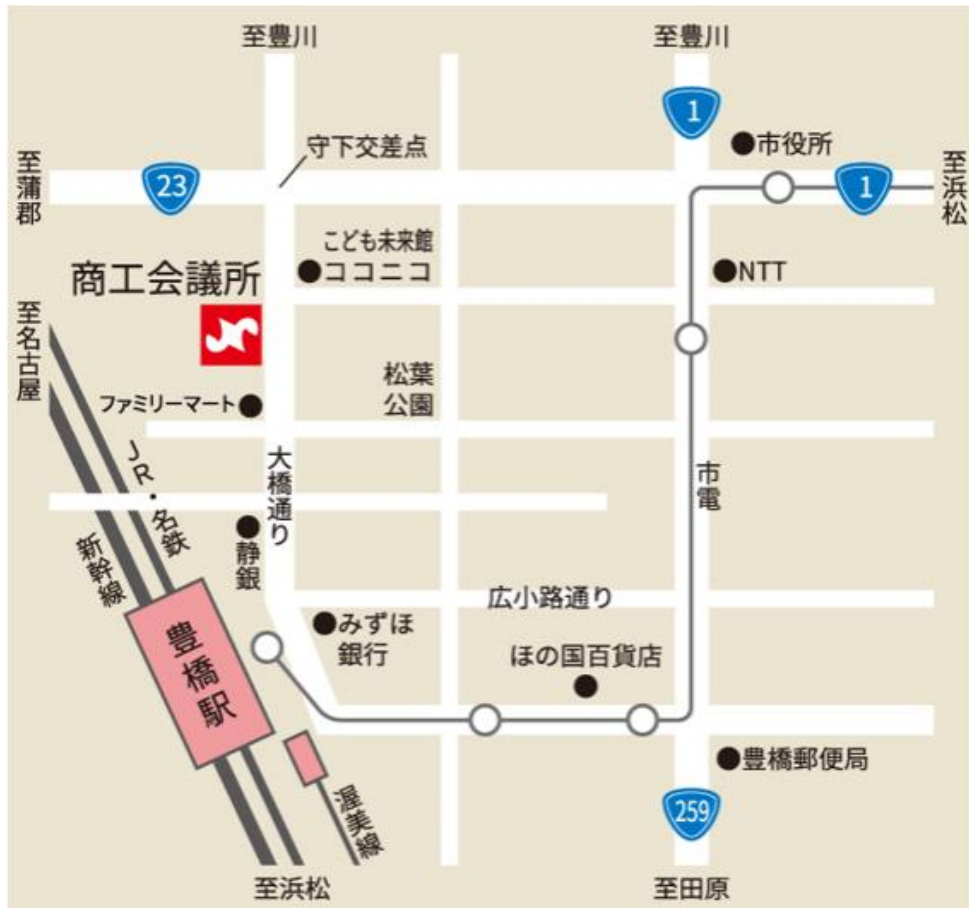 至豊川
至豊川
1
守下交差点
市役所
至蒲郡
23
1
至浜松
こども未来館
ココニコ
NTT
商工会議所
至名古屋
松葉
公園
ファミリーマート
JR・名鉄
大橋通り
市電
新幹線
静銀
広小路通り
みずほ
銀行
ほの国百貨店
豊橋駅
豊橋郵便局
渥美線
259
至浜松
至田原